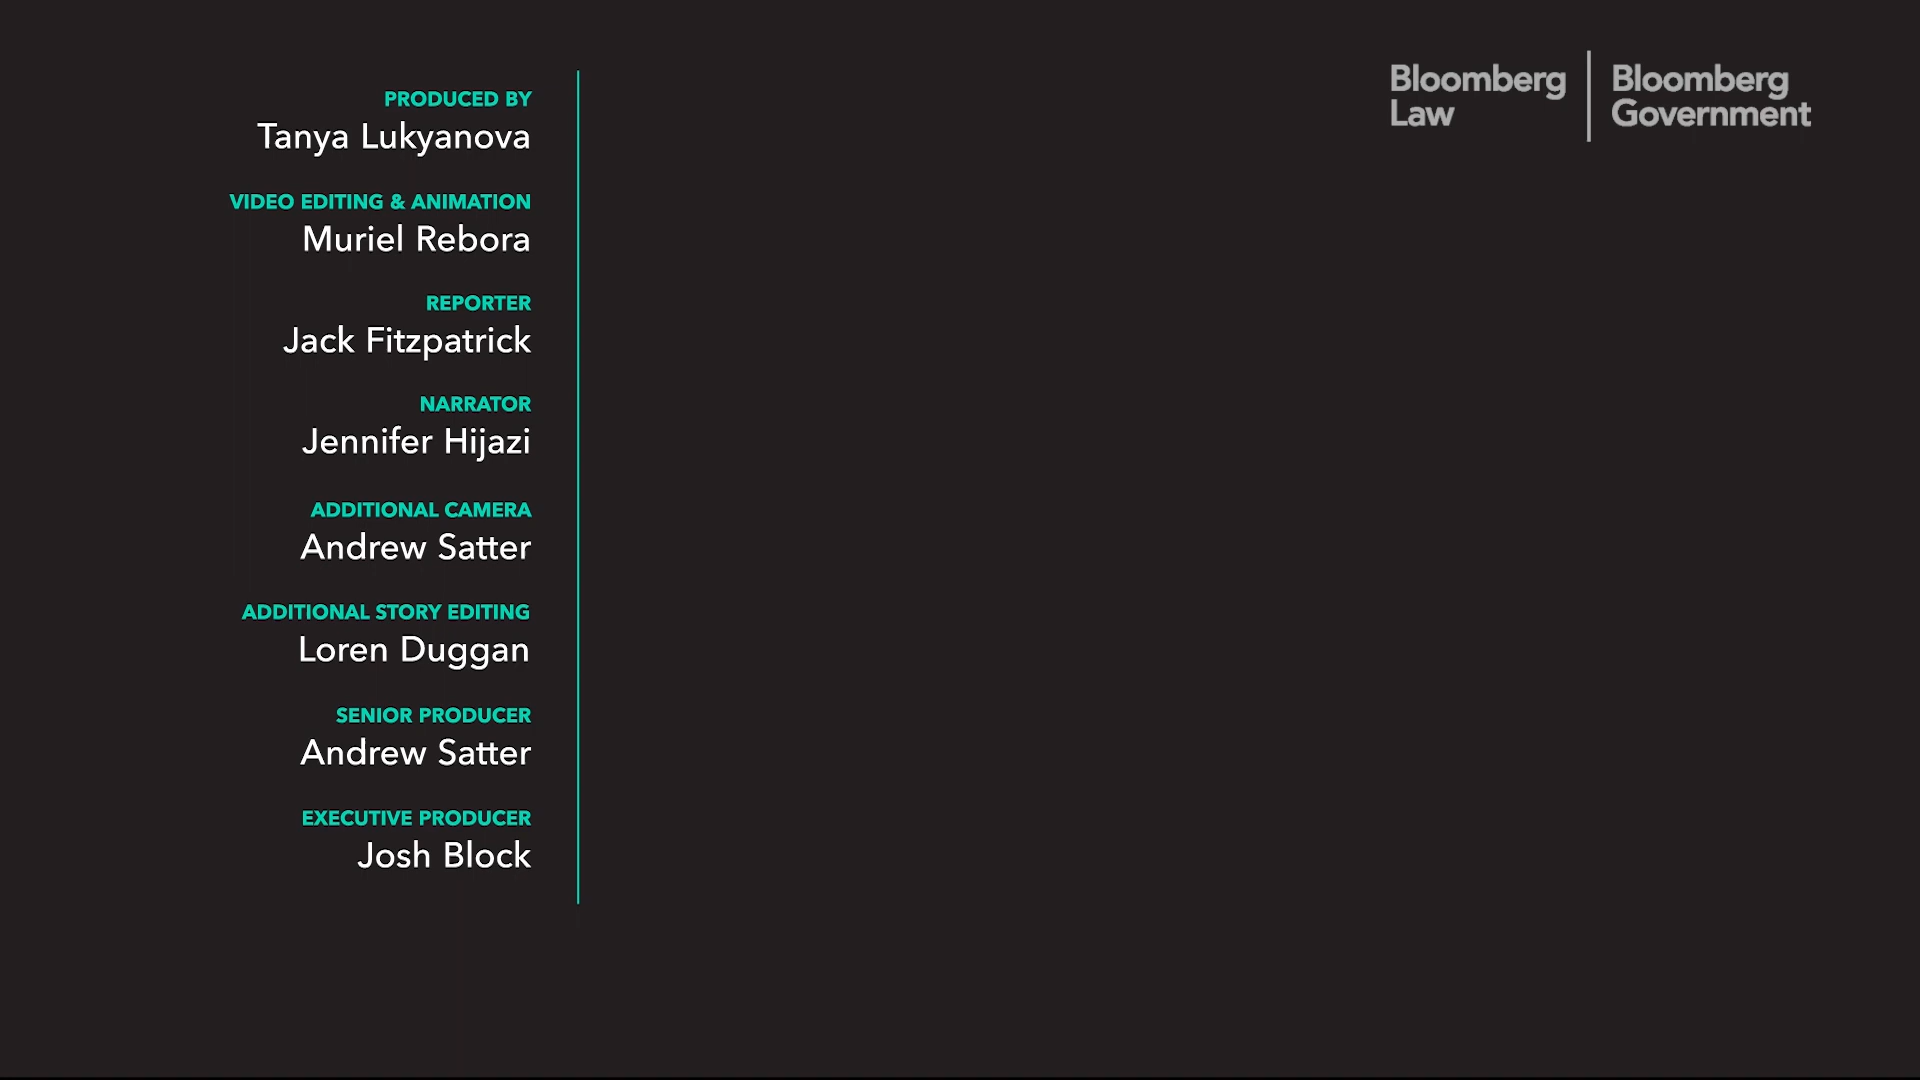 PRODUCED BY
Tanya Lukyanova
VIDEO EDITING & ANIMATION
Muriel Rebora
REPORTER
Jack Fitzpatrick
NARRATOR
Jennifer Hijazi
ADDITIONAL CAMERA
Andrew Satter
ADDITIONAL STORY EDITING
Loren Duggan
SENIOR PRODUCER
Andrew Satter
EXECUTIVE PRODUCER
Josh Block
Bloomberg
Law
Bloomberg
Government